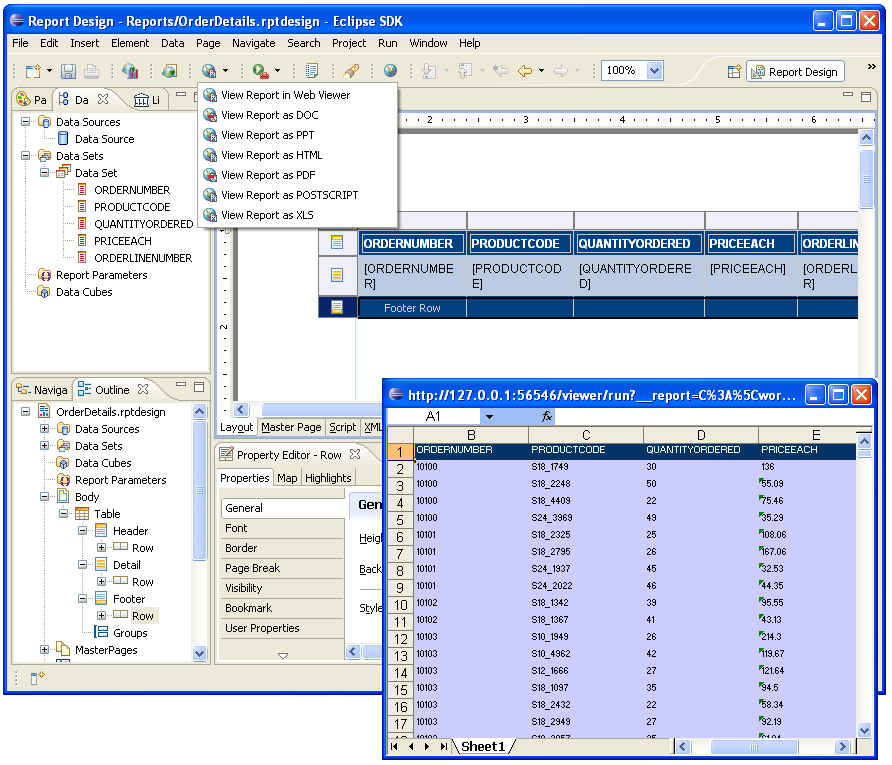 Report Design - Reports/OrderDetails.rptdesign - Eclipse SDK
File Edit Insert Element Data Page Navigate Search Project Run Window Help
100% Report Design »
Pa Da Li
Data Sources
Data Source
Data Sets
Data Set
ORDERNUMBER
PRODUCTCODE
QUANTITYORDERED
PRICEEACH
ORDERLINENUMBER
Report Parameters
Data Cubes
View Report in Web Viewer
View Report as DOC
View Report as PPT
View Report as HTML
View Report as PDF
View Report as POSTSCRIPT
View Report as XLS
2 3 4 5 6
2
ORDERNUMBER PRODUCTCODE QUANTITYORDERED PRICEEACH ORDERLIN
[ORDERNUMBE [PRODUCTCOD [QUANTITYORDERE [PRICEEACH] [ORDERL
R] E] D] R]
Footer Row
Layout Master Page Script XML
Naviga Outline
OrderDetails.rptdesign
Data Sources
Data Sets
Data Cubes
Report Parameters
Body
Table
Header
Row
Detail
Row
Footer
Row
Groups
MasterPages
Property Editor - Row
Properties Map Highlights
General
Font
Border
Page Break
Visibility
Bookmark
User Properties
Gen
Heigh
Back
Style
http://127.0.0.1:56546/viewer/run?__report=C%3A%5Cwor...
A1 fx
B C D E
1 ORDERNUMBER PRODUCTCODE QUANTITYORDERED PRICEEACH
2 10100 S18_1749 30 136
3 10100 S18_2248 50 55.09
4 10100 S18_4409 22 75.46
5 10100 S24_3969 49 35.29
6 10101 S18_2325 25 108.06
7 10101 S18_2795 26 167.06
8 10101 S24_1937 45 32.53
9 10101 S24_2022 46 44.35
10 10102 S18_1342 39 95.55
11 10102 S18_1367 41 43.13
12 10103 S10_1949 26 214.3
13 10103 S10_4962 42 119.67
14 10103 S12_1666 27 121.64
15 10103 S18_1097 35 94.5
16 10103 S18_2432 22 58.34
17 10103 S18_2949 27 92.19
Sheet1